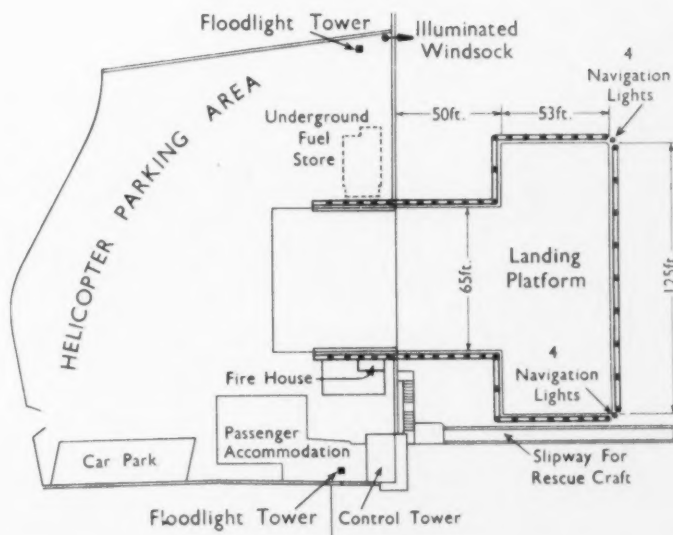 Floodlight Tower
Illuminated
Windsock
4
Navigation
Lights
HELICOPTER PARKING AREA
Underground
Fuel
Store
50ft.
53ft.
65ft.
Landing
Platform
125ft
4
Navigation
Lights
Fire House
Passenger
Accommodation
Car Park
Slipway For
Rescue Craft
Floodlight Tower
Control Tower